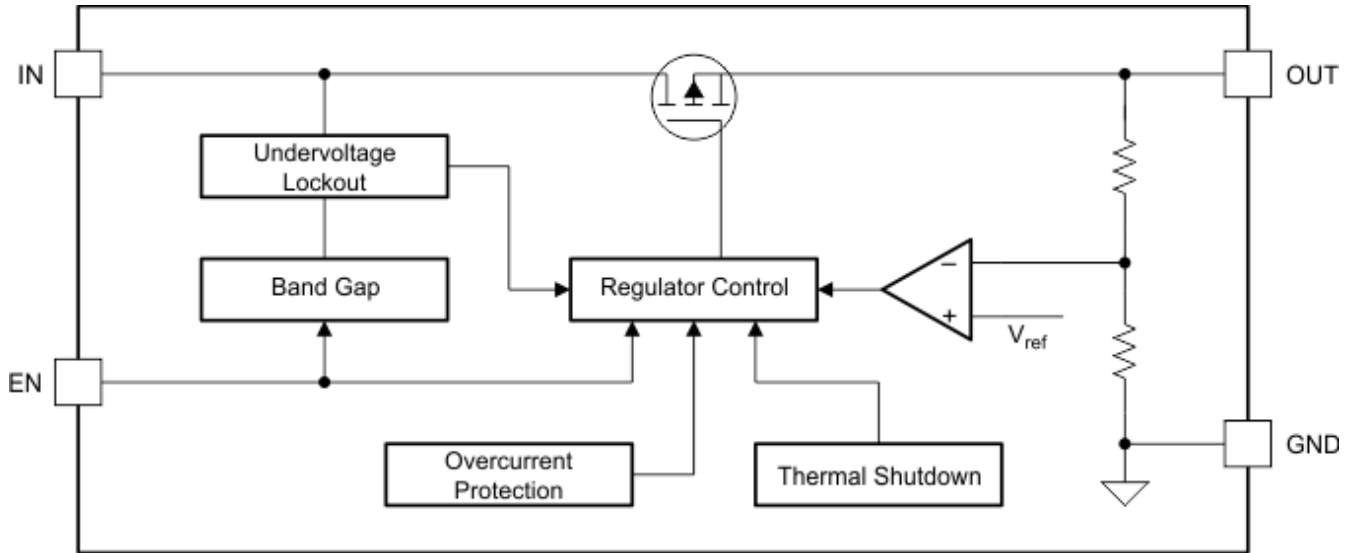 IN
OUT
Undervoltage
Lockout
Band Gap
Regulator Control
−
+
Vref
EN
GND
Overcurrent
Protection
Thermal Shutdown